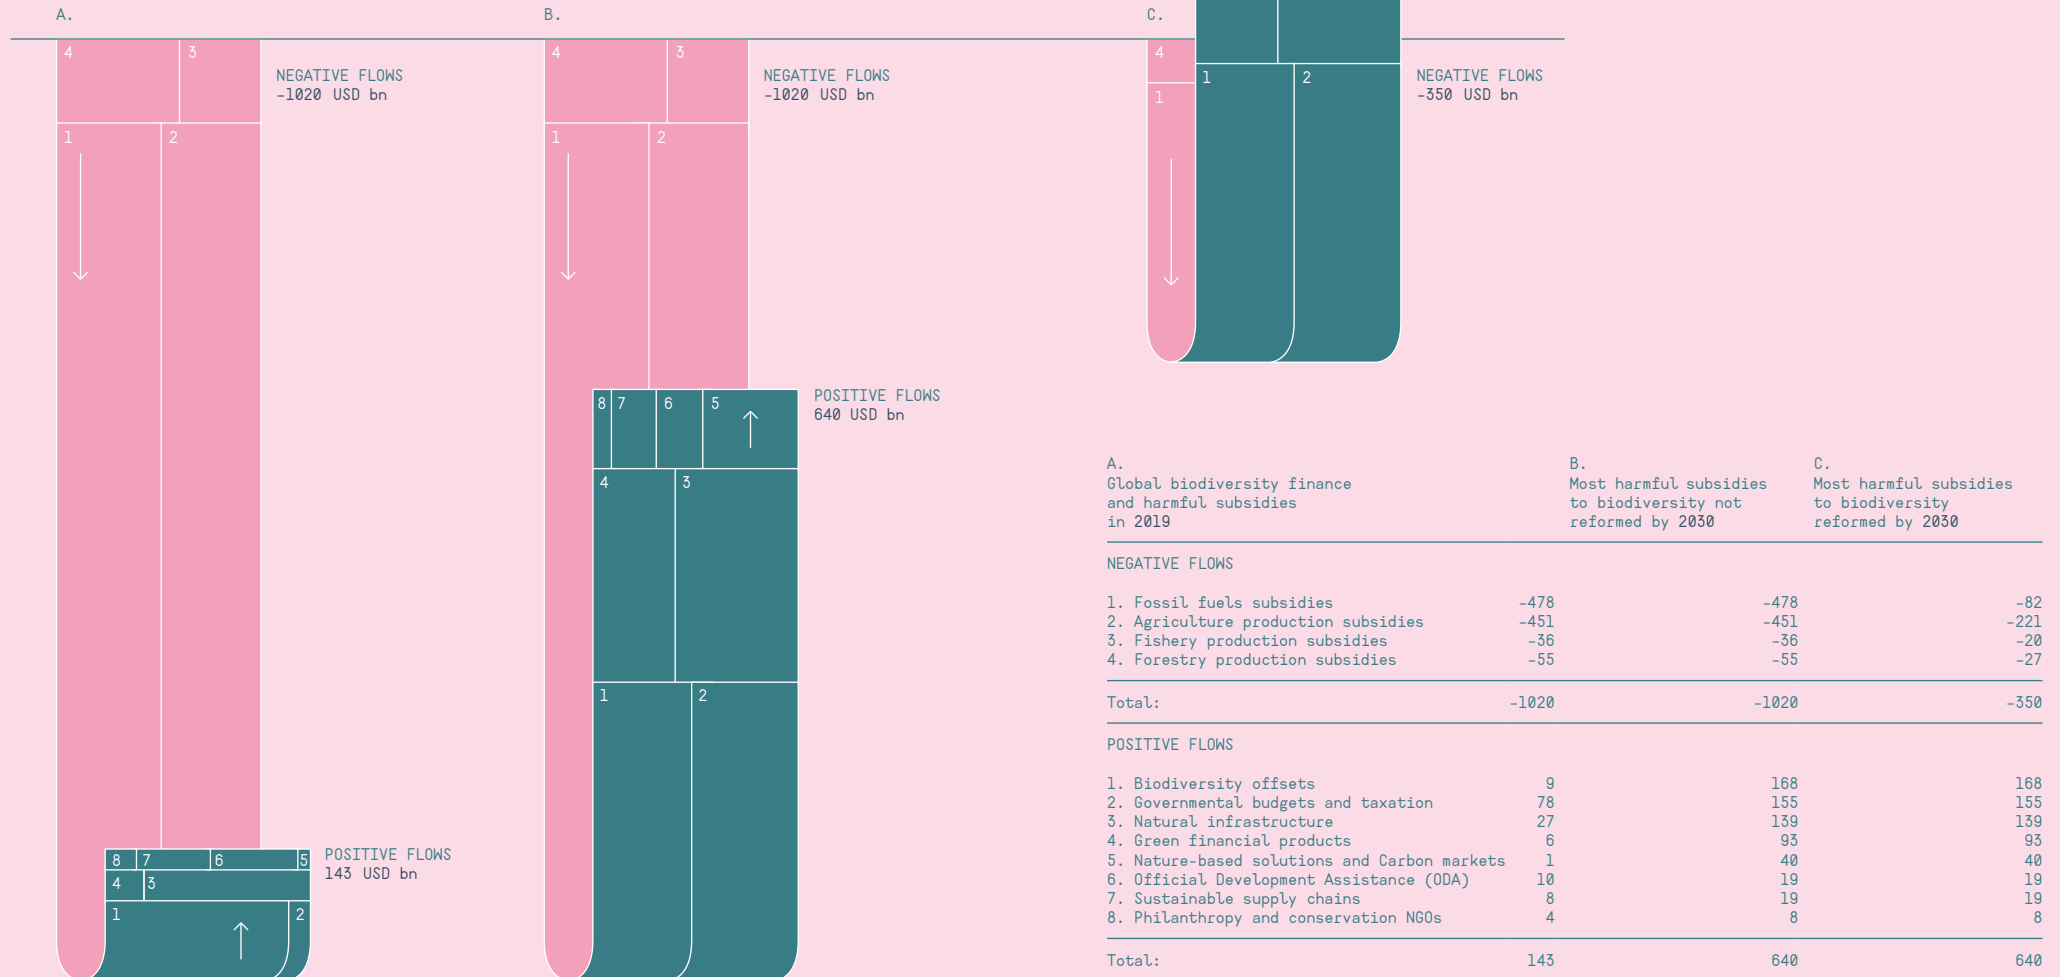 A.
4
3
NEGATIVE FLOWS
-1020 USD bn
1
2
8
7
6
5
POSITIVE FLOWS
143 USD bn
4
3
1
2
B.
4
3
NEGATIVE FLOWS
-1020 USD bn
1
2
8
7
6
5
POSITIVE FLOWS
640 USD bn
4
3
1
2
C.
4
1
1
2
NEGATIVE FLOWS
-350 USD bn
A.
Global biodiversity finance
and harmful subsidies
in 2019
B.
Most harmful subsidies
to biodiversity not
reformed by 2030
C.
Most harmful subsidies
to biodiversity
reformed by 2030
NEGATIVE FLOWS
1. Fossil fuels subsidies -478 -478 -82
2. Agriculture production subsidies -451 -451 -221
3. Fishery production subsidies -36 -36 -20
4. Forestry production subsidies -55 -55 -27
Total: -1020 -1020 -350
POSITIVE FLOWS
1. Biodiversity offsets 9 168 168
2. Governmental budgets and taxation 78 155 155
3. Natural infrastructure 27 139 139
4. Green financial products 6 93 93
5. Nature-based solutions and Carbon markets 1 40 40
6. Official Development Assistance (ODA) 10 19 19
7. Sustainable supply chains 8 19 19
8. Philanthropy and conservation NGOs 4 8 8
Total: 143 640 640